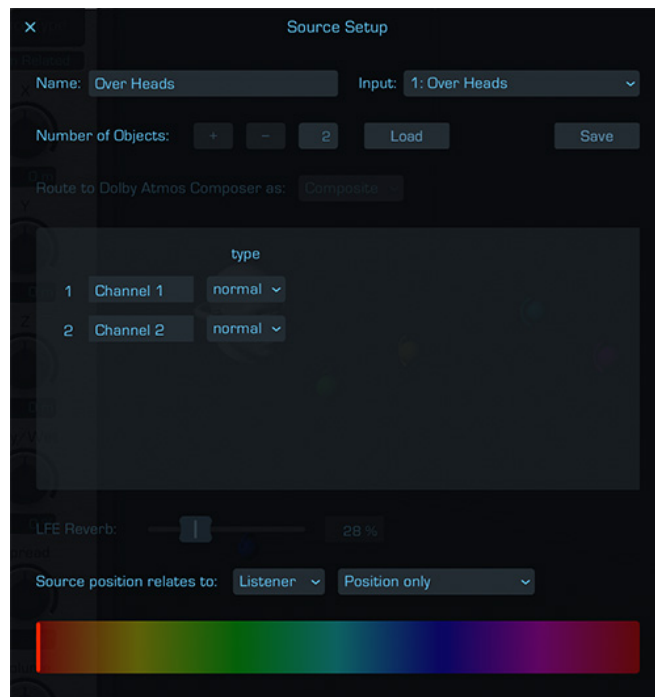 × Source Setup
Name: Over Heads Input: 1: Over Heads
Number of Objects: + − 2 Load Save
Route to Dolby Atmos Composer as: Composite
type
1 Channel 1 normal
2 Channel 2 normal
LFE Reverb: 28 %
Source position relates to: Listener Position only